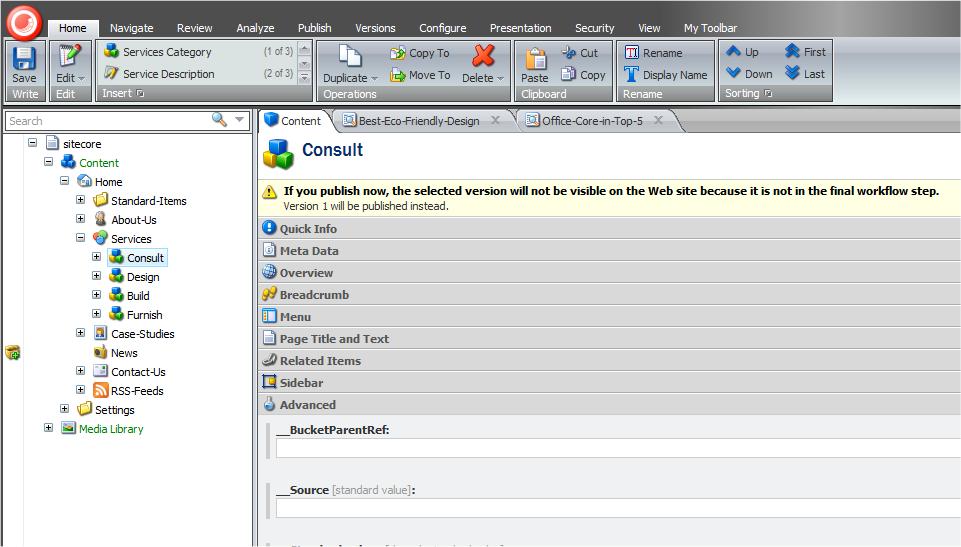 Home Navigate Review Analyze Publish Versions Configure Presentation Security View My Toolbar
Save
Write
Edit
Edit
Services Category (1 of 3)
Service Description (2 of 3)
Insert
Duplicate
Copy To
Move To
Delete
Operations
Paste
Cut
Copy
Clipboard
Rename
Display Name
Rename
Up First
Down Last
Sorting
Search
sitecore
Content
Home
Standard-Items
About-Us
Services
Consult
Design
Build
Furnish
Case-Studies
News
Contact-Us
RSS-Feeds
Settings
Media Library
Content Best-Eco-Friendly-Design Office-Core-in-Top-5
Consult
If you publish now, the selected version will not be visible on the Web site because it is not in the final workflow step.
Version 1 will be published instead.
Quick Info
Meta Data
Overview
Breadcrumb
Menu
Page Title and Text
Related Items
Sidebar
Advanced
__BucketParentRef:
__Source [standard value]: